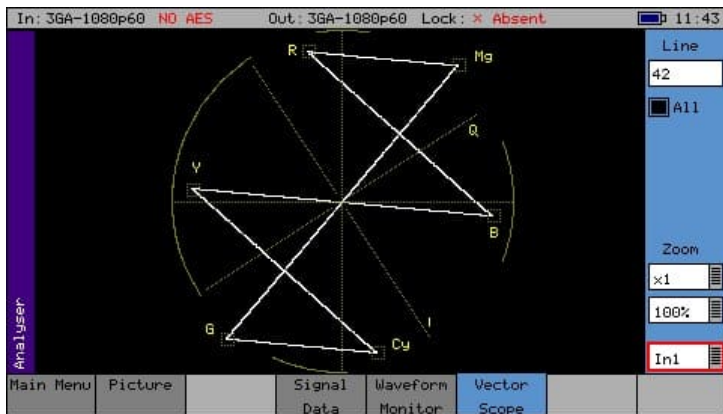 In: 3GA-1080p60 NO AES Out: 3GA-1080p60 Lock: × Absent 11:43
Line
42
All
R
Mg
Q
Y
B
Zoom
x1
100%
I
G
Cy
In1
Analyser
Main Menu Picture Signal Data Waveform Monitor Vector Scope